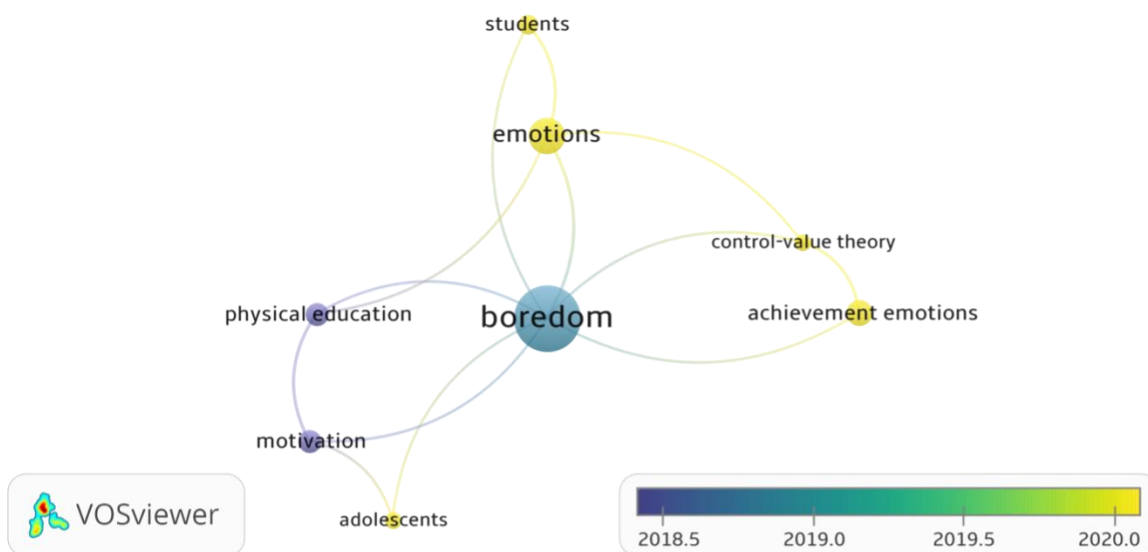 students
emotions
control-value theory
physical education
boredom
achievement emotions
motivation
adolescents
VOSviewer
2018.5
2019.0
2019.5
2020.0